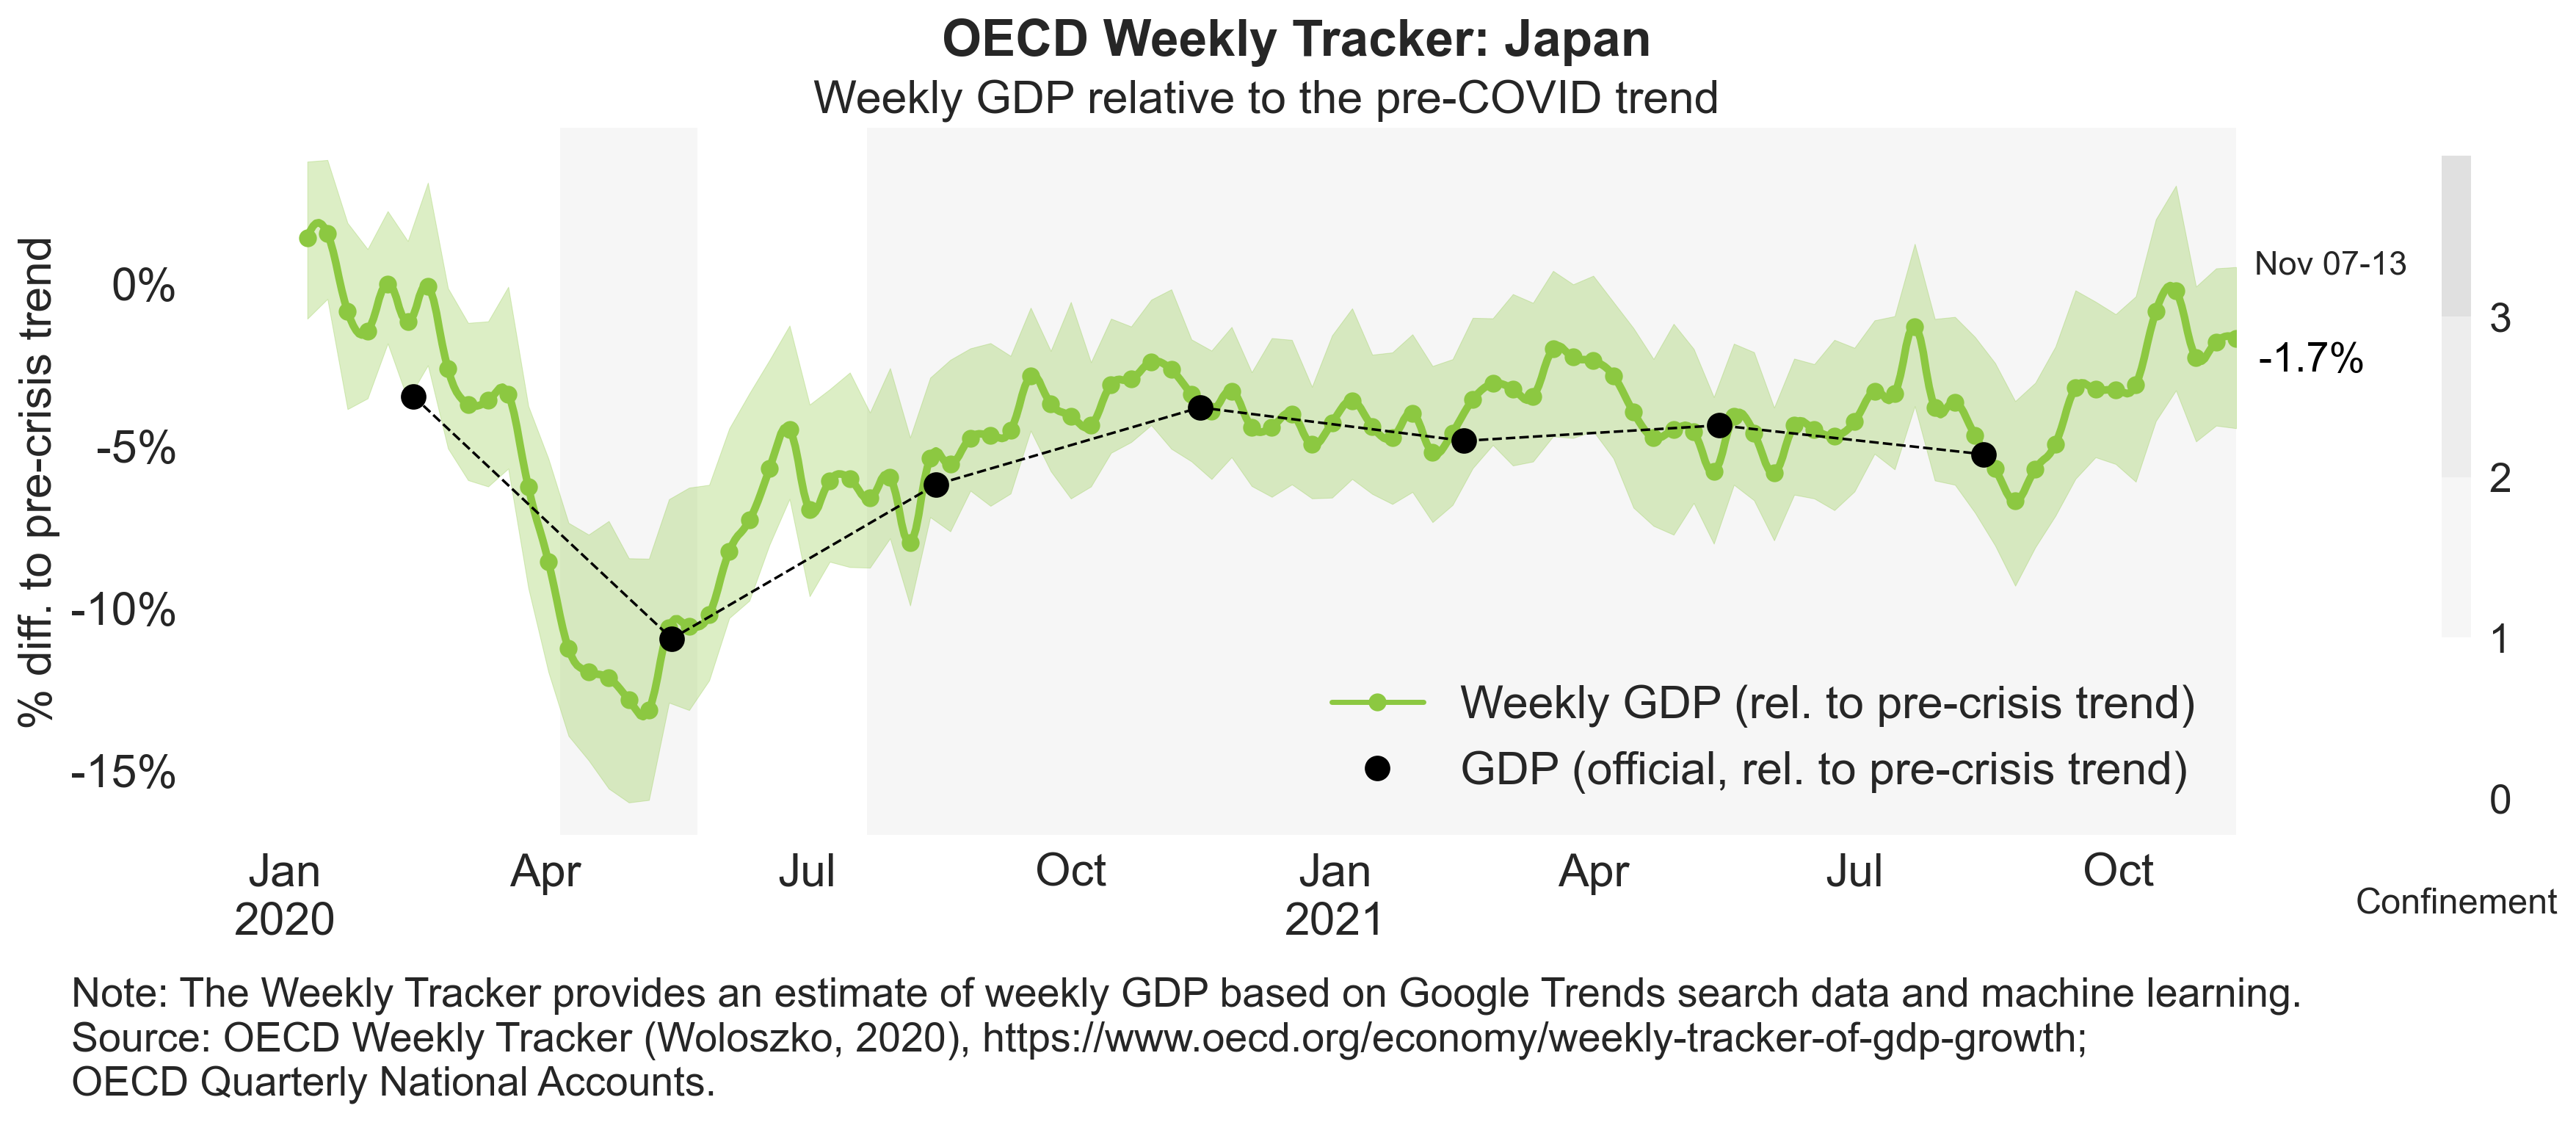 OECD Weekly Tracker: Japan
Weekly GDP relative to the pre-COVID trend
% diff. to pre-crisis trend
0%
-5%
-10%
-15%
Nov 07-13
-1.7%
3
2
1
0
Confinement
Weekly GDP (rel. to pre-crisis trend)
GDP (official, rel. to pre-crisis trend)
Jan Apr Jul Oct Jan Apr Jul Oct
2020 2021
Note: The Weekly Tracker provides an estimate of weekly GDP based on Google Trends search data and machine learning.
Source: OECD Weekly Tracker (Woloszko, 2020), https://www.oecd.org/economy/weekly-tracker-of-gdp-growth;
OECD Quarterly National Accounts.